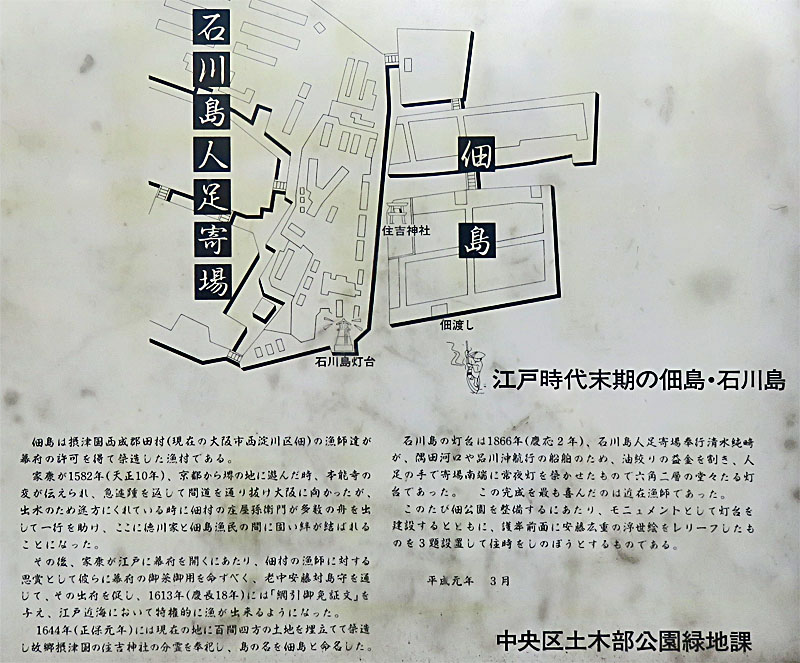 石川島人足寄場
佃島
住吉神社
佃渡し
石川島灯台
江戸時代末期の佃島・石川島
佃島は摂津国西成郡田村(現在の大阪市西淀川区佃)の漁師達が
幕府の許可を得て築造した漁村である。
家康が1582年(天正10年)、京都から堺の地に遊んだ時、本能寺の
変が伝えられ、急遽踵を返して間道を通り抜け大阪に向かったが、
出水のため途方にくれている時に佃村の庄屋孫衛門が多数の舟を出
して一行を助け、ここに徳川家と佃島漁民の間に固い絆が結ばれる
ことになった。
その後、家康が江戸に幕府を開くにあたり、佃村の漁師に対する
恩賞として彼らに幕府の御菜御用を命ずべく、老中安藤対島守を通
じて、その出府を促し、1613年(慶長18年)には「網引御免証文」を
与え、江戸近海において特権的に漁が出来るようになった。
1644年(正保元年)には現在の地に百間四方の土地を埋立てて築造
し故郷摂津国の住吉神社の分霊を奉祀し、島の名を佃島と命名した。
石川島の灯台は1866年(慶応2年)、石川島人足寄場奉行清水純畸
が、隅田河口や品川沖航行の船舶のため、油絞りの益金を割き、人
足の手で寄場南端に常夜灯を築かせたもので六角二層の堂々たる灯
台であった。 この完成を最も喜んだのは近在漁師であった。
このたび佃公園を整備するにあたり、モニュメントとして灯台を
建設するとともに、護岸前面に安藤広重の浮世絵をレリーフしたも
のを3題設置して往時をしのぼうとするものである。
平成元年 3月
中央区土木部公園緑地課